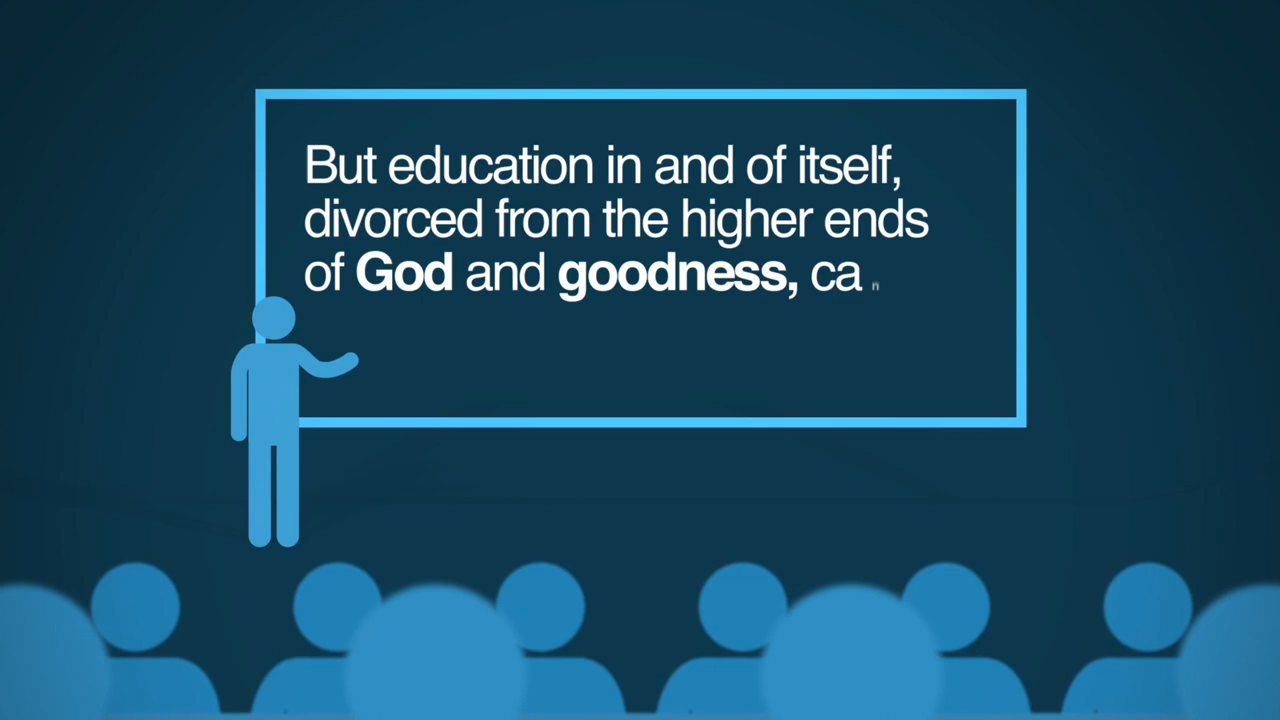 But education in and of itself,
divorced from the higher ends
of God and goodness, ca n